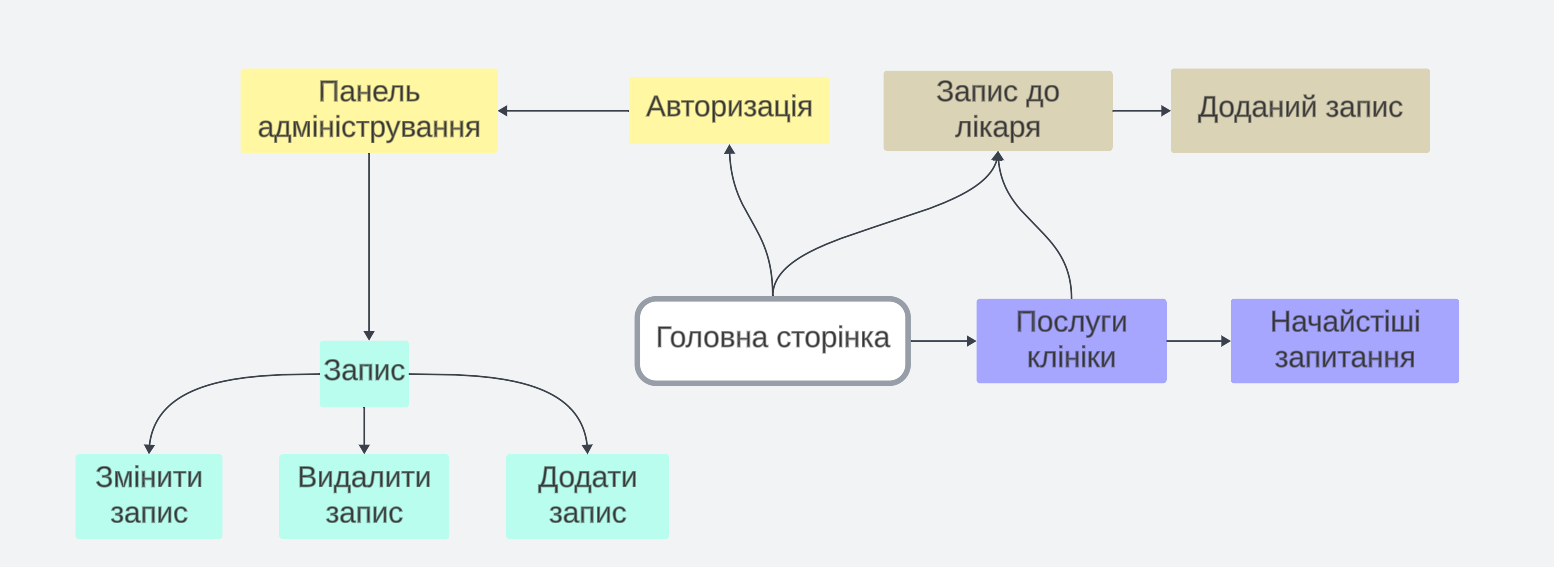 Панель
адміністрування
Авторизація
Запис до
лікаря
Доданий запис
Головна сторінка
Послуги
клініки
Начайстіші
запитання
Запис
Змінити
запис
Видалити
запис
Додати
запис